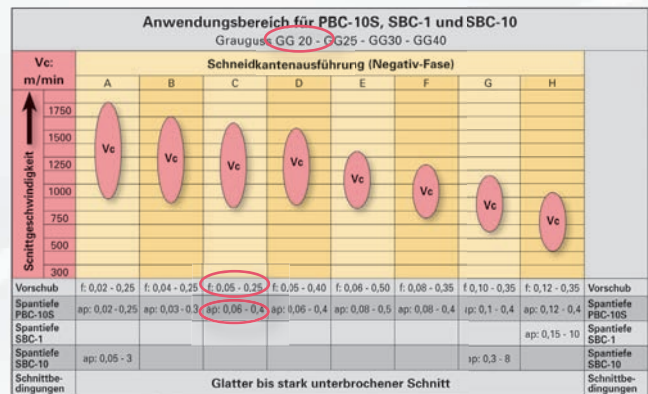 Anwendungsbereich für PBC-10S, SBC-1 und SBC-10
Grauguss GG 20 - GG25 - GG30 - GG40
Vc:
m/min
Schneidkantenausführung (Negativ-Fase)
A B C D E F G H
Scnittgeschwindigkeit
1750
1500
1250
1000
750
500
300
Vc Vc Vc Vc Vc Vc Vc Vc
Vorschub f: 0,02 - 0,25 f: 0,04 - 0,25 f: 0,05 - 0,25 f: 0,05 - 0,40 f: 0,06 - 0,50 f: 0,08 - 0,35 f 0,10 - 0,35 f: 0,12 - 0,35 Vorschub
Spantiefe
PBC-10S ap: 0,02 - 0,25 ap: 0,03 - 0,3 ap: 0,06 - 0,4 ap: 0,06 - 0,4 ap: 0,08 - 0,5 ap: 0,08 - 0,4 ap: 0,1 - 0,4 ap: 0,12 - 0,4 Spantiefe
PBC-10S
Spantiefe
SBC-1 ap: 0,15 - 10 Spantiefe
SBC-1
Spantiefe
SBC-10 ap: 0,05 - 3 ap: 0,3 - 8 Spantiefe
SBC-10
Schnittbe-
dingungen Glatter bis stark unterbrochener Schnitt Schnittbe-
dingungen